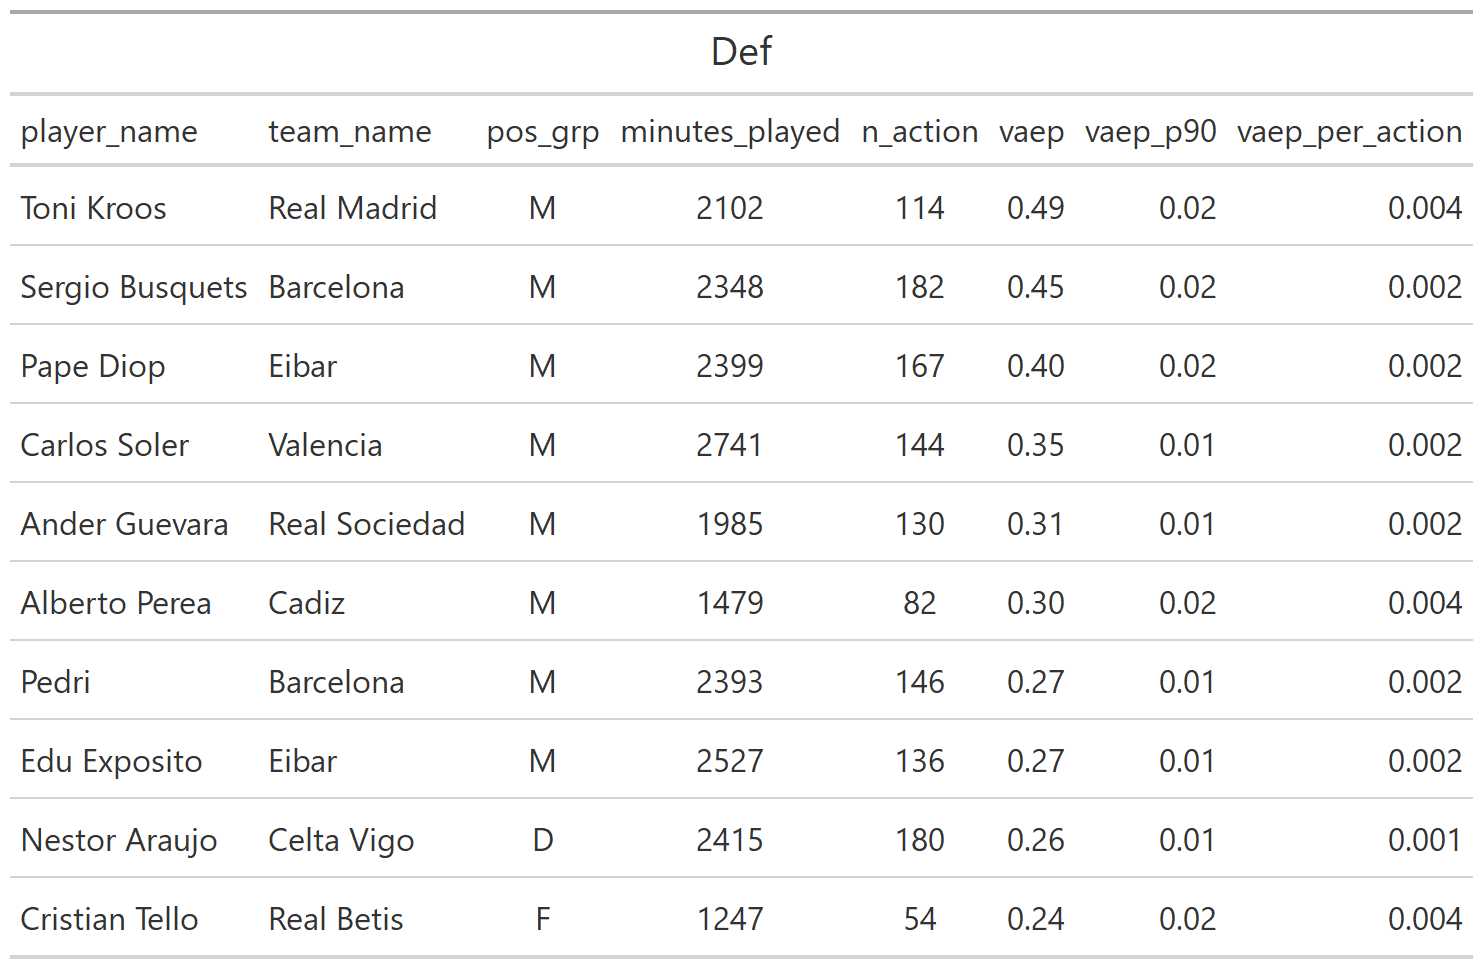 Def
player_name team_name pos_grp minutes_played n_action vaep vaep_p90 vaep_per_action
Toni Kroos Real Madrid M 2102 114 0.49 0.02 0.004
Sergio Busquets Barcelona M 2348 182 0.45 0.02 0.002
Pape Diop Eibar M 2399 167 0.40 0.02 0.002
Carlos Soler Valencia M 2741 144 0.35 0.01 0.002
Ander Guevara Real Sociedad M 1985 130 0.31 0.01 0.002
Alberto Perea Cadiz M 1479 82 0.30 0.02 0.004
Pedri Barcelona M 2393 146 0.27 0.01 0.002
Edu Exposito Eibar M 2527 136 0.27 0.01 0.002
Nestor Araujo Celta Vigo D 2415 180 0.26 0.01 0.001
Cristian Tello Real Betis F 1247 54 0.24 0.02 0.004